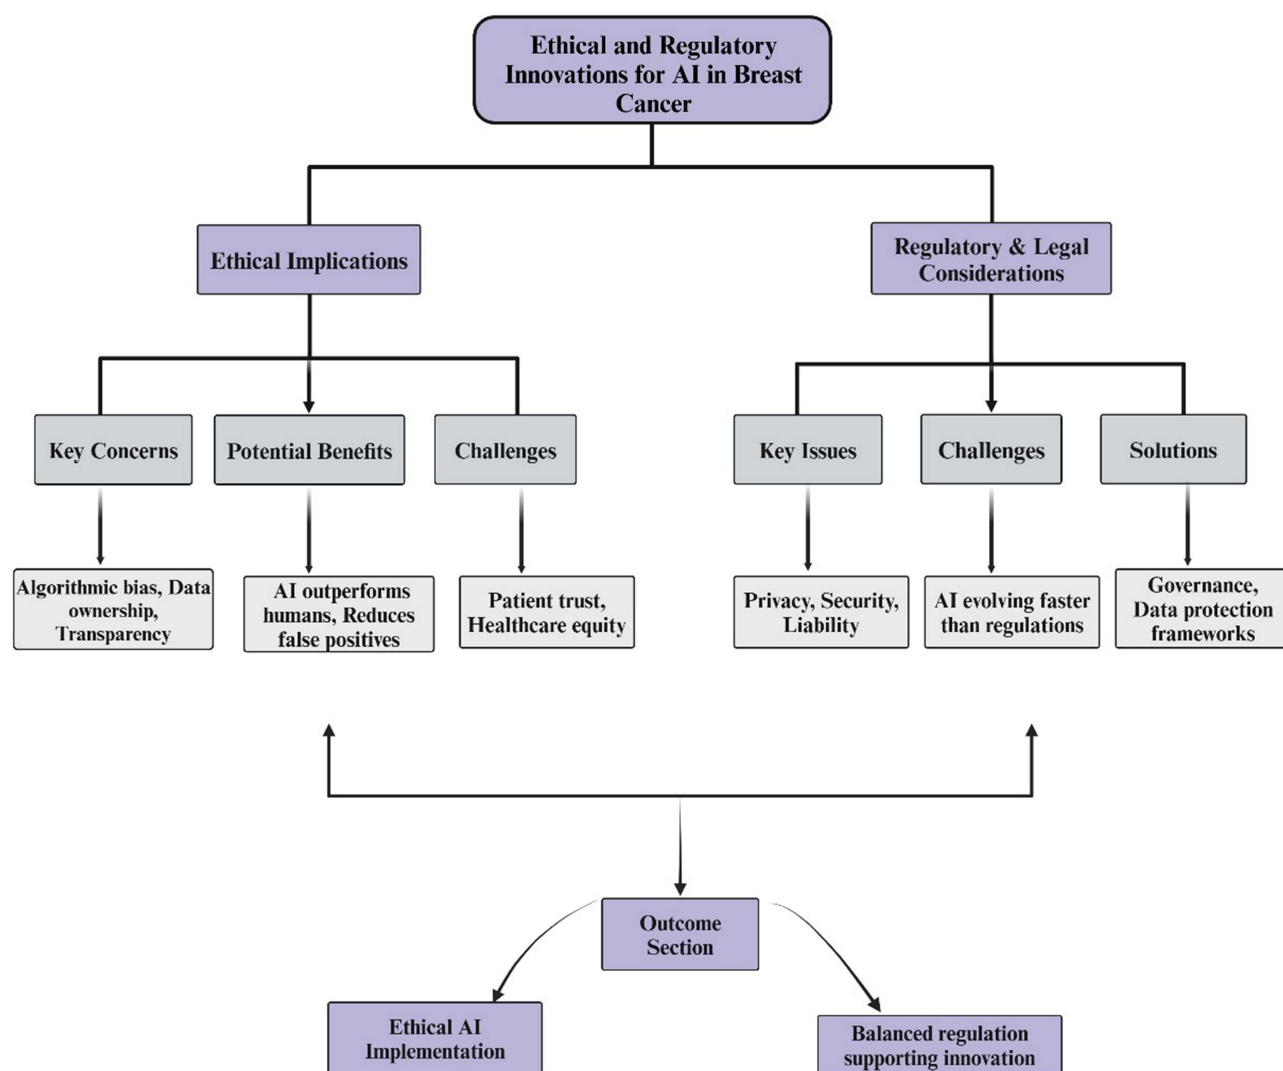 Ethical and Regulatory
Innovations for AI in Breast
Cancer
Ethical Implications
Regulatory & Legal
Considerations
Key Concerns
Potential Benefits
Challenges
Key Issues
Challenges
Solutions
Algorithmic bias, Data
ownership,
Transparency
AI outperforms
humans, Reduces
false positives
Patient trust,
Healthcare equity
Privacy, Security,
Liability
AI evolving faster
than regulations
Governance,
Data protection
frameworks
Outcome
Section
Ethical AI
Implementation
Balanced regulation
supporting innovation